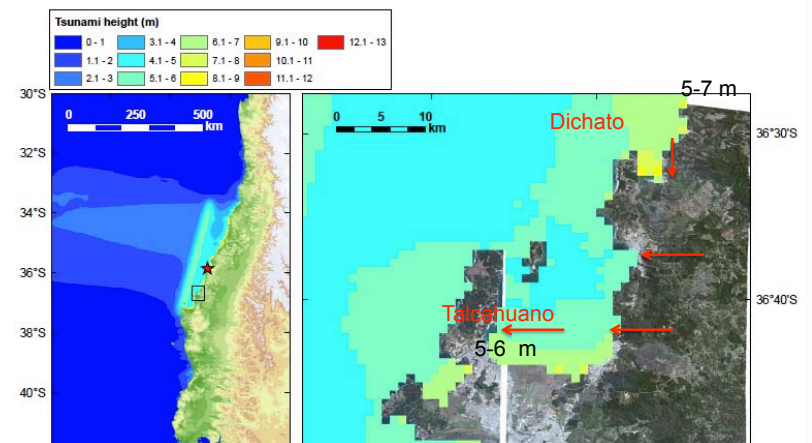 Tsunami height (m)
0 - 1 3.1 - 4 6.1 - 7 9.1 - 10 12.1 - 13
1.1 - 2 4.1 - 5 7.1 - 8 10.1 - 11
2.1 - 3 5.1 - 6 8.1 - 9 11.1 - 12
30°S
0 250 500
km
32°S
34°S
36°S
38°S
40°S
0 5 10
km
5-7 m
Dichato
36°30'S
36°40'S
Talcahuano
5-6 m